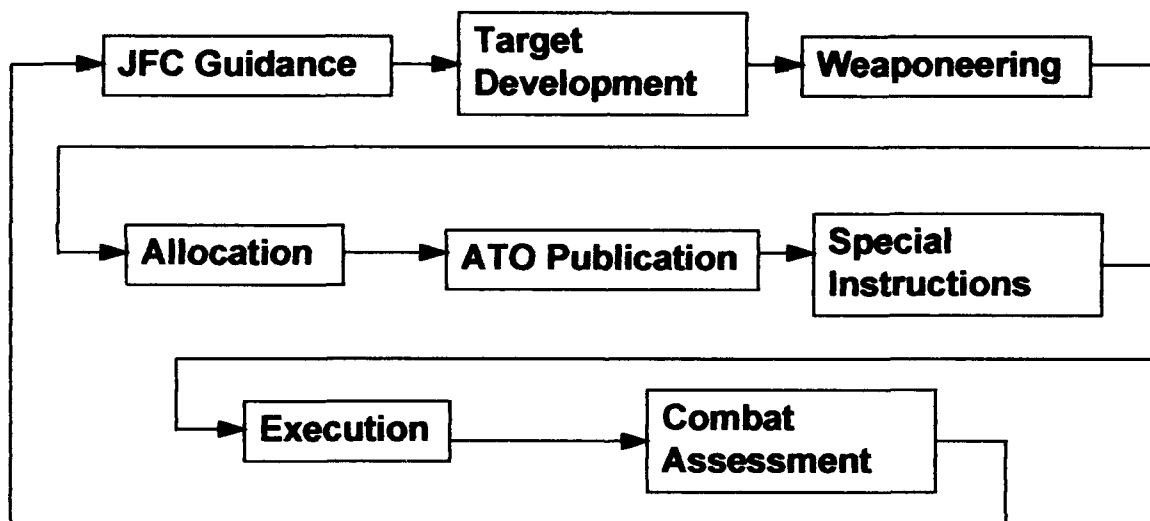 JFC Guidance
Target
Development
Weaponeering
Allocation
ATO Publication
Special
Instructions
Execution
Combat
Assessment